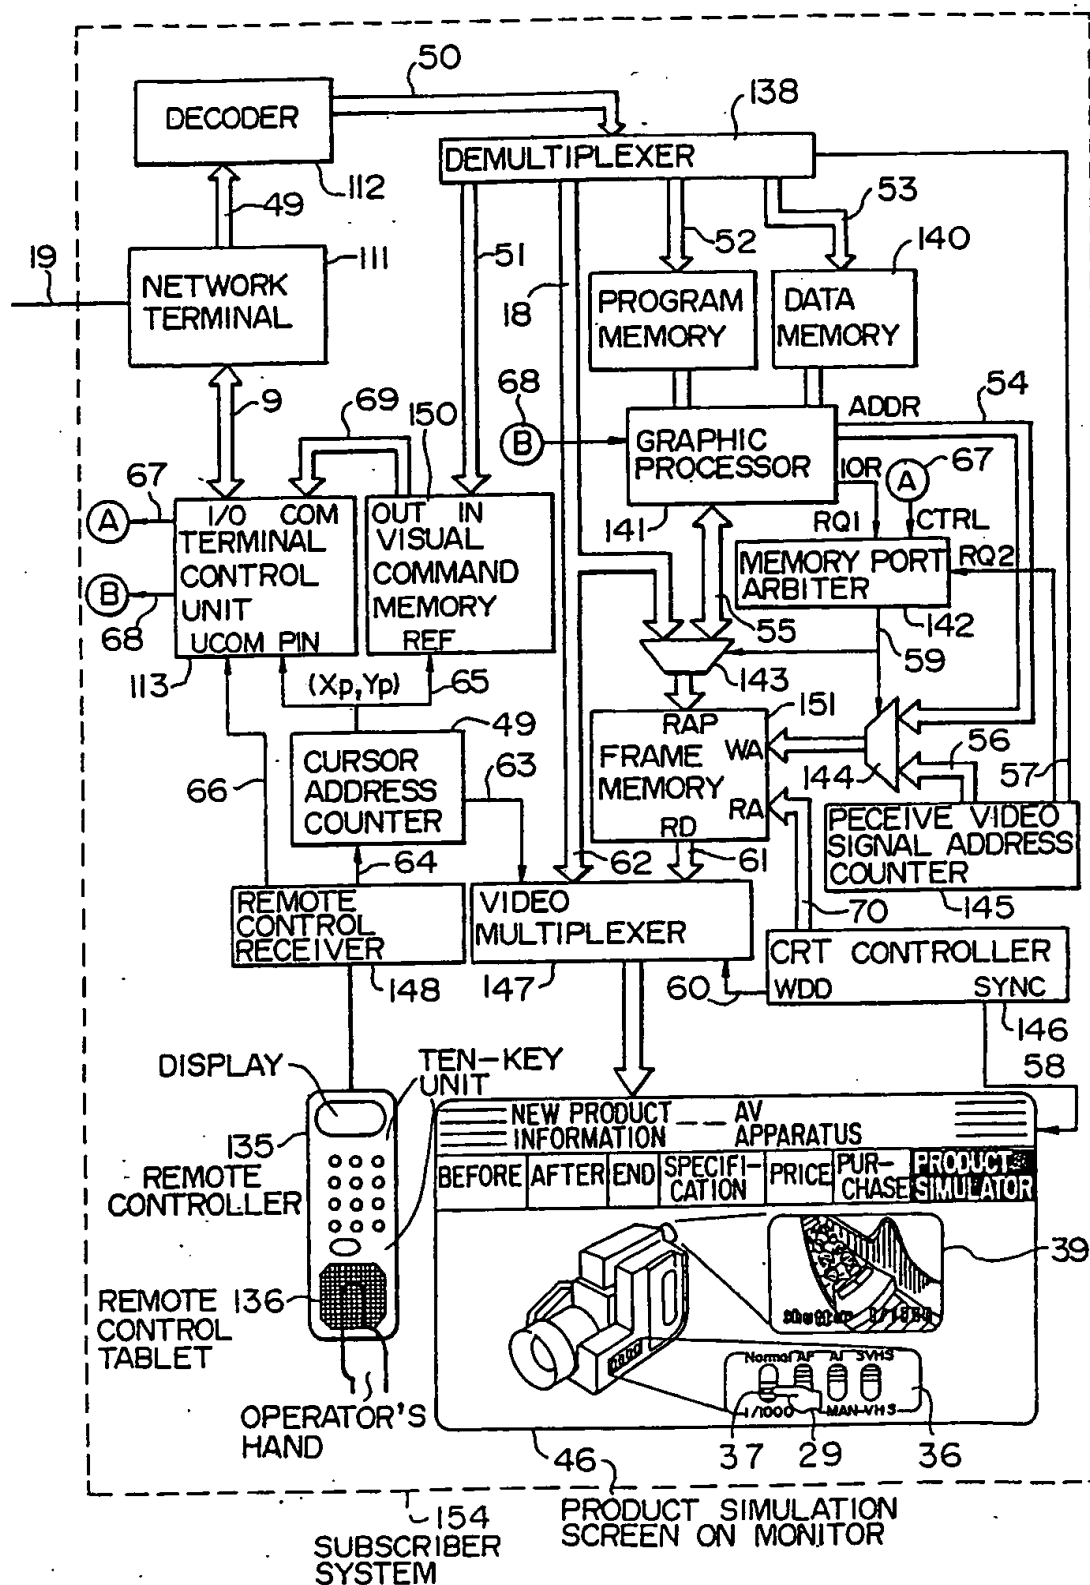 50
DECODER
138
DEMULTIPLEXER
112
49
53
19
111
NETWORK
TERMINAL
51
52
140
18
PROGRAM
MEMORY
DATA
MEMORY
9
69
150
68
B
ADDR
54
GRAPHIC
PROCESSOR
IOR
A
67
67
A
I/O COM
OUT IN
141
RQ1
CTRL
TERMINAL
CONTROL
UNIT
VISUAL
COMMAND
MEMORY
MEMORY PORT
ARBITER
RQ2
B
68
UCOM PIN
REF
55
142
59
113
(Xp, Yp)
65
143
49
151
RAP
FRAME
MEMORY
WA
RA
RD
144
56
57
66
CURSOR
ADDRESS
COUNTER
63
PECEIVE VIDEO
SIGNAL ADDRESS
COUNTER
64
62
61
145
REMOTE
CONTROL
RECEIVER
VIDEO
MULTIPLEXER
70
CRT CONTROLLER
148
147
60
WDD
SYNC
146
58
DISPLAY
TEN-KEY
UNIT
135
REMOTE
CONTROLLER
NEW PRODUCT
INFORMATION
AV
APPARATUS
BEFORE
AFTER
END
SPECIFI-
CATION
PRICE
PUR-
CHASE
PRODUCT
SIMULATOR
39
Shutter 1/1000
REMOTE
CONTROL
TABLET
136
Normal AF AI SVHS
1/1000 MAN VHS
OPERATOR'S
HAND
37 29 36
46
154
SUBSCRIBER
SYSTEM
PRODUCT SIMULATION
SCREEN ON MONITOR